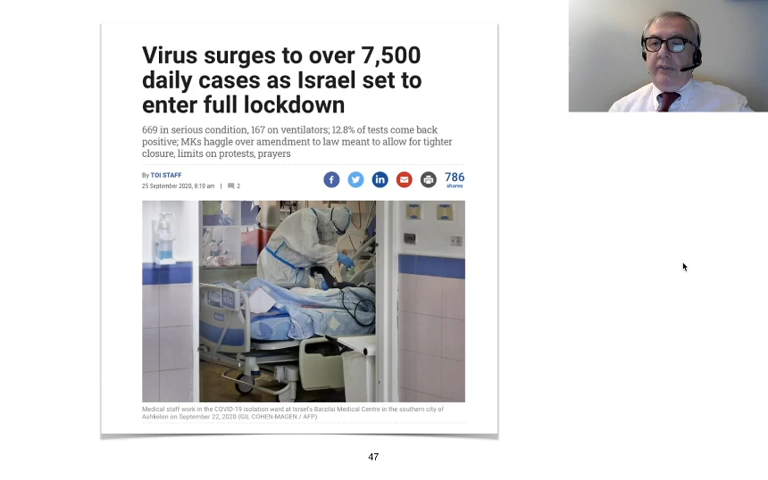 Virus surges to over 7,500
daily cases as Israel set to
enter full lockdown
669 in serious condition, 167 on ventilators; 12.8% of tests come back
positive; MKs haggle over amendment to law meant to allow for tighter
closure, limits on protests, prayers
By TOI STAFF
25 September 2020, 8:10 am | 2
786
shares
Medical staff work in the COVID-19 isolation ward at Israel's Barzilai Medical Centre in the southern city of
Ashkelon on September 22, 2020 (GIL COHEN-MAGEN / AFP)
47